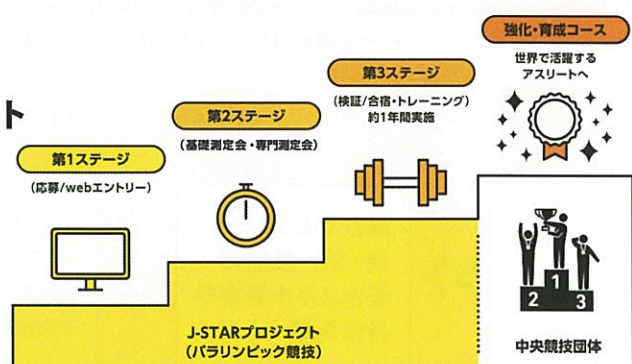 ト
強化・育成コース
世界で活躍する
アスリートへ
第3ステージ
(検証/合宿・トレーニング)
約1年間実施
第2ステージ
(基礎測定会・専門測定会)
第1ステージ
(応募/webエントリー)
1
2
3
J-STARプロジェクト
(パラリンピック競技)
中央競技団体